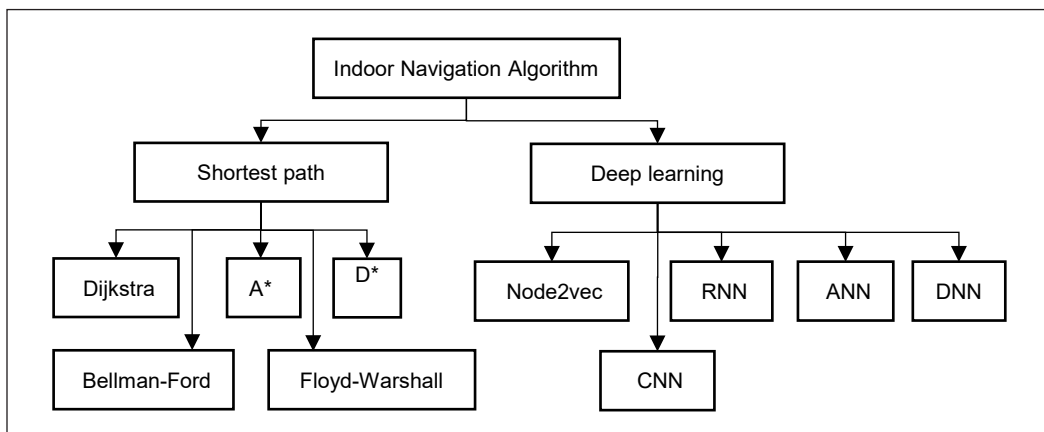 Indoor Navigation Algorithm
Shortest path
Deep learning
Dijkstra
A*
D*
Node2vec
RNN
ANN
DNN
Bellman-Ford
Floyd-Warshall
CNN